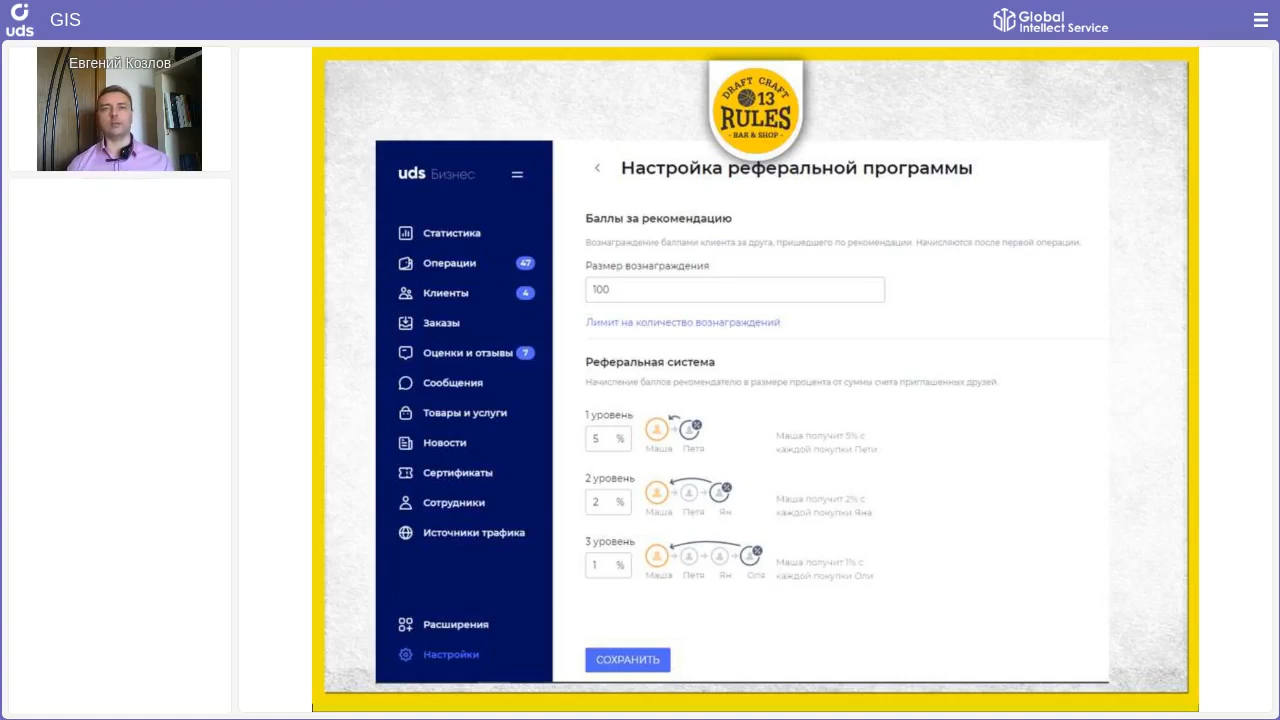 uds
GIS
Global
Intellect Service
Евгений Козлов
DRAFT CRAFT
13
RULES
- BAR & SHOP -
uds Бизнес
Статистика
Операции 47
Клиенты 4
Заказы
Оценки и отзывы 7
Сообщения
Товары и услуги
Новости
Сертификаты
Сотрудники
Источники трафика
Расширения
Настройки
Настройка реферальной программы
Баллы за рекомендацию
Вознаграждение баллами клиента за друга, пришедшего по рекомендации. Начисляются после первой операции.
Размер вознаграждения
100
Лимит на количество вознаграждений
Реферальная система
Начисление баллов рекомендателю в размере процента от суммы счета приглашенных друзей.
1 уровень
5 %
Маша Петя
Маша получит 5% с
каждой покупки Пети
2 уровень
2 %
Маша Петя Ян
Маша получит 2% с
каждой покупки Яна
3 уровень
1 %
Маша Петя Ян Оля
Маша получит 1% с
каждой покупки Оли
СОХРАНИТЬ